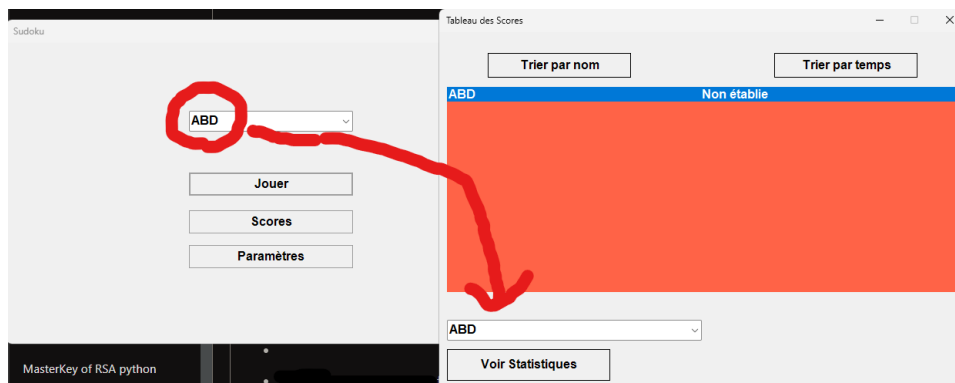 Sudoku
ABD
Jouer
Scores
Paramètres
MasterKey of RSA python
Tableau des Scores
Trier par nom
Trier par temps
ABD Non établie
ABD
Voir Statistiques